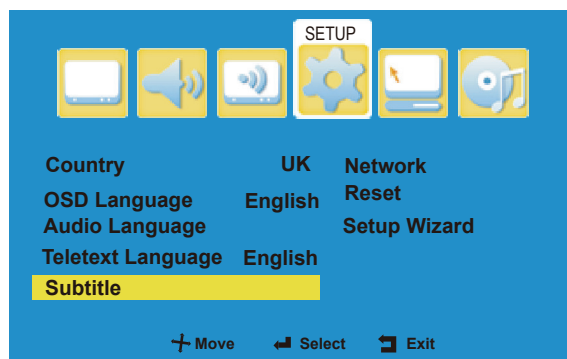 SETUP
Country UK
OSD Language English
Audio Language
Teletext Language English
Subtitle
Network
Reset
Setup Wizard
Move Select Exit